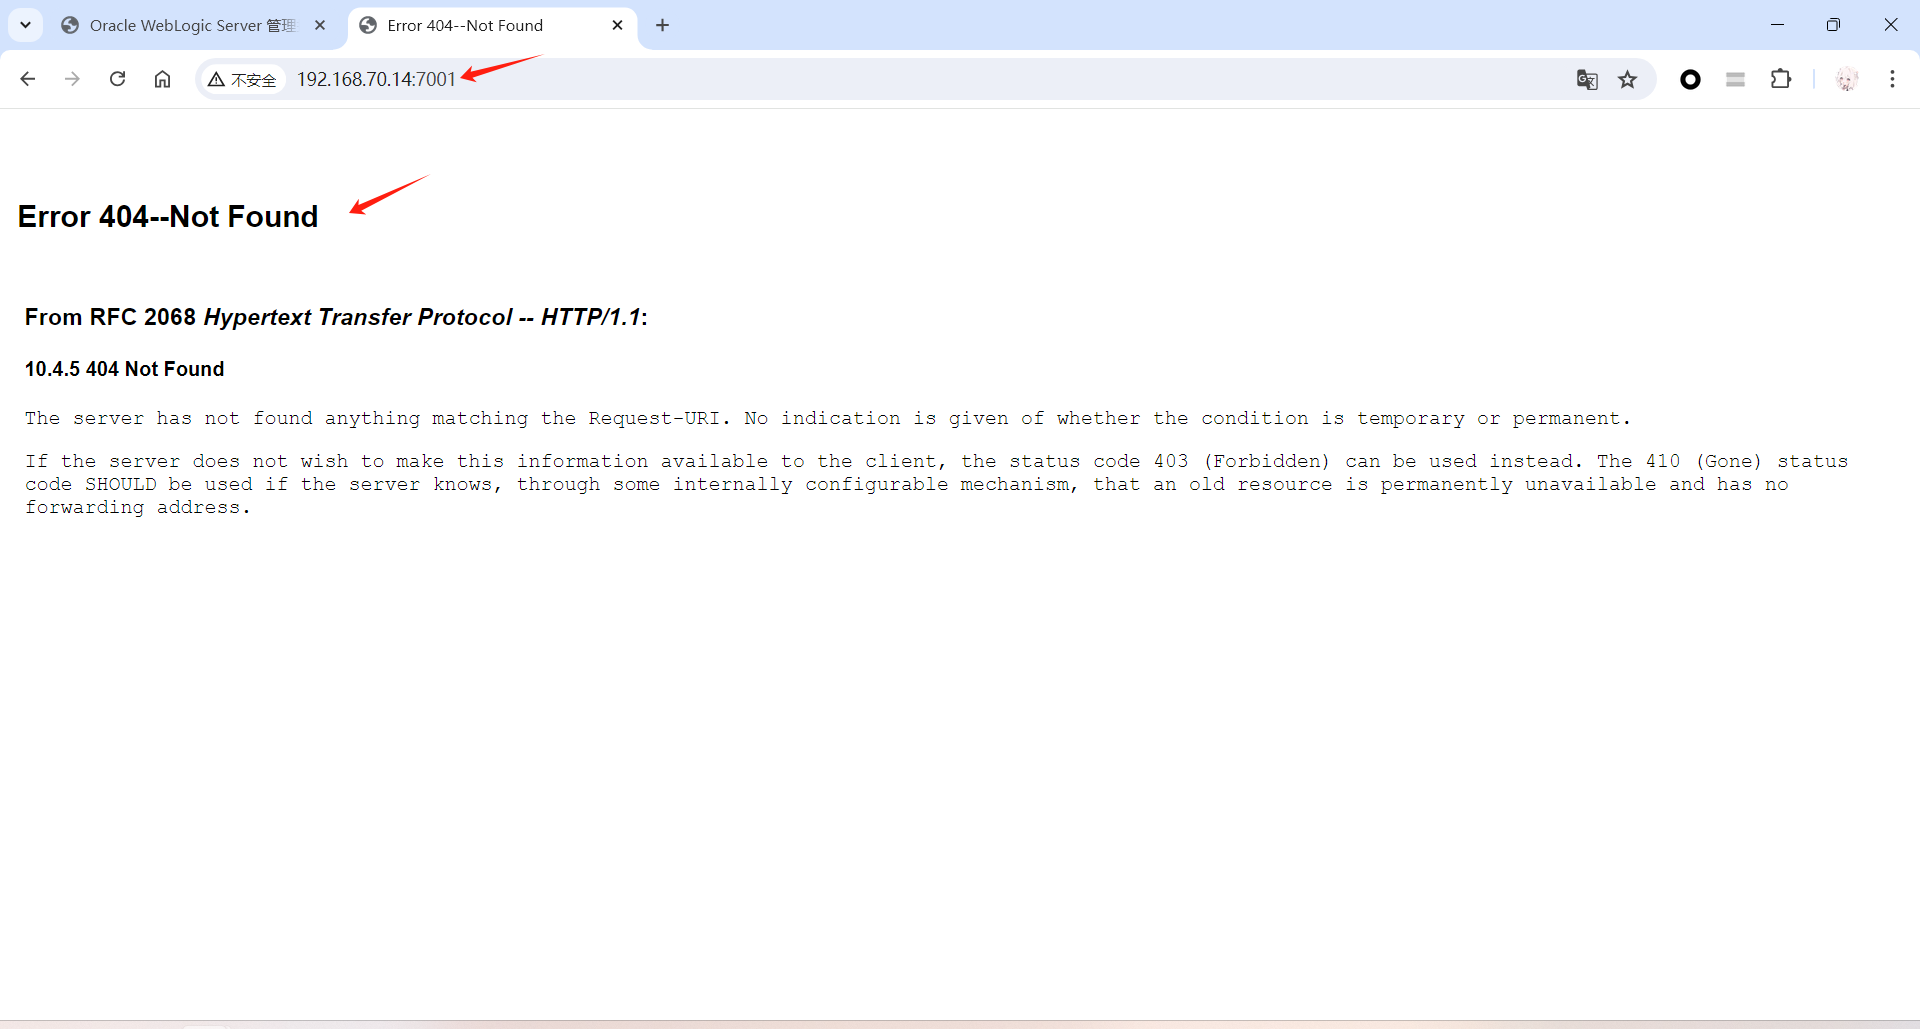 Oracle WebLogic Server 管理
Error 404--Not Found
不安全
192.168.70.14:7001
Error 404--Not Found
From RFC 2068 Hypertext Transfer Protocol -- HTTP/1.1:
10.4.5 404 Not Found
The server has not found anything matching the Request-URI. No indication is given of whether the condition is temporary or permanent.
If the server does not wish to make this information available to the client, the status code 403 (Forbidden) can be used instead. The 410 (Gone) status
code SHOULD be used if the server knows, through some internally configurable mechanism, that an old resource is permanently unavailable and has no
forwarding address.